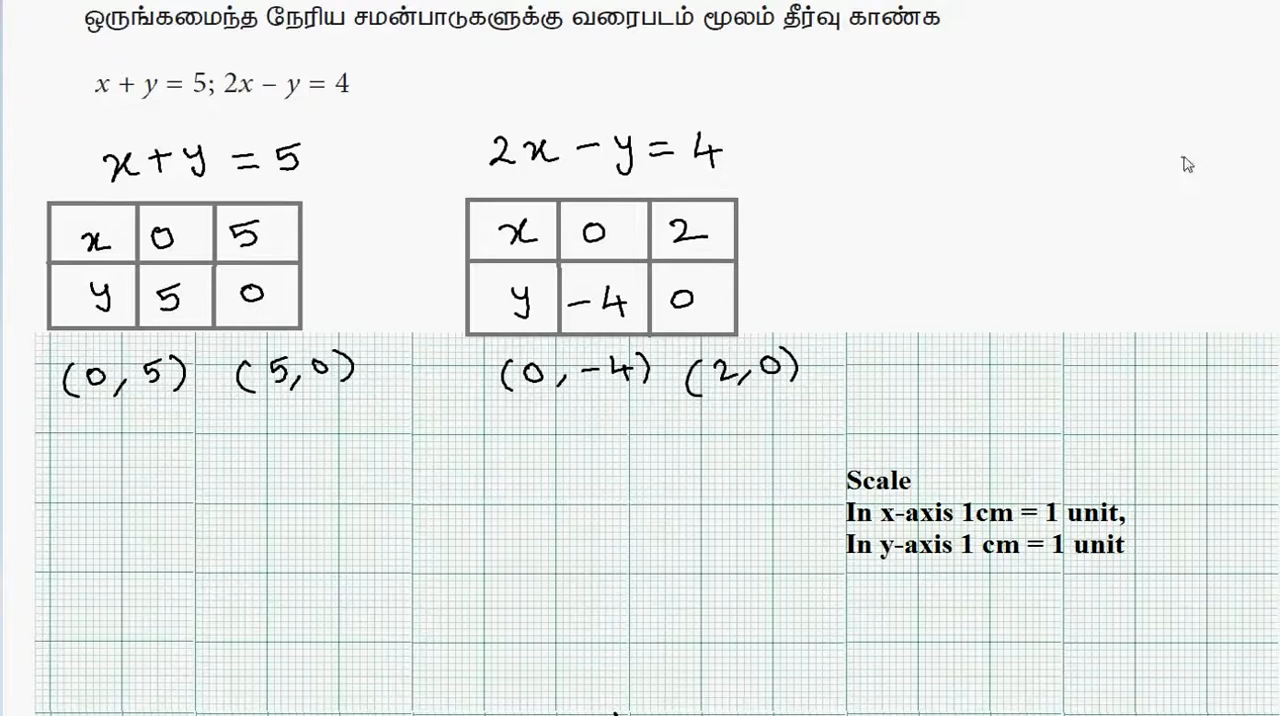 ஒருங்கமைந்த நேரிய சமன்பாடுகளுக்கு வரைபடம் மூலம் தீர்வு காண்க
x + y = 5; 2x – y = 4
x + y = 5
2x - y = 4
x 0 5
y 5 0
x 0 2
y -4 0
(0, 5) (5,0)
(0, -4) (2,0)
Scale
In x-axis 1cm = 1 unit,
In y-axis 1 cm = 1 unit